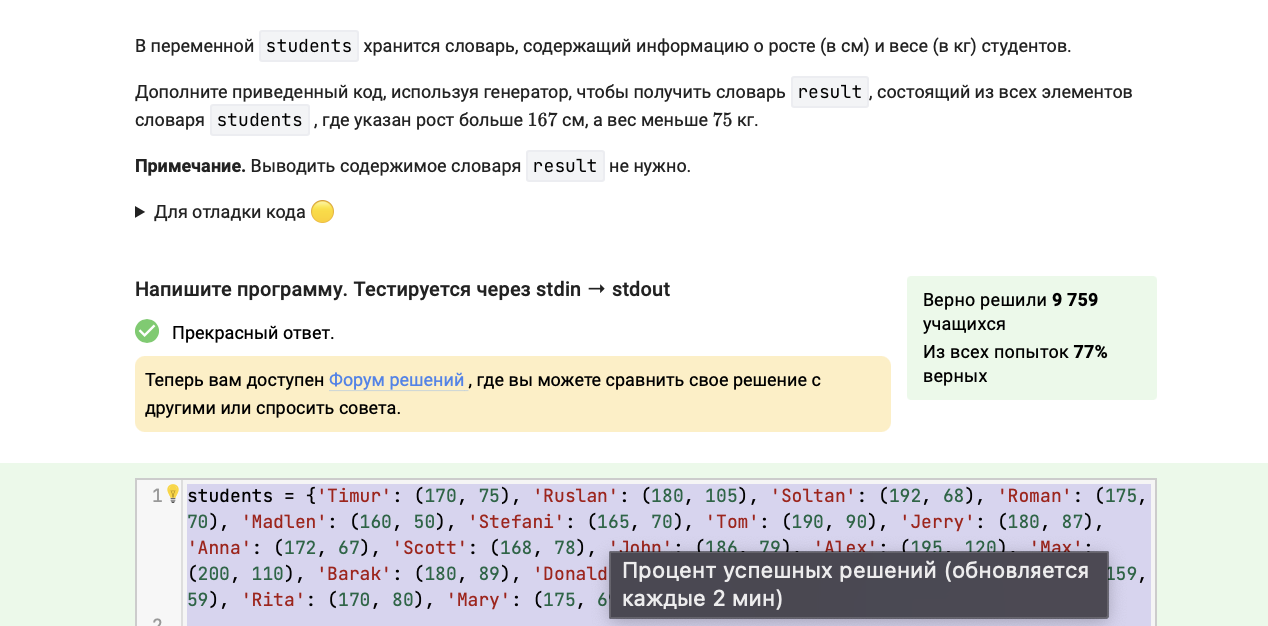 В переменной students хранится словарь, содержащий информацию о росте (в см) и весе (в кг) студентов.
Дополните приведенный код, используя генератор, чтобы получить словарь result, состоящий из всех элементов
словаря students , где указан рост больше 167 см, а вес меньше 75 кг.
Примечание. Выводить содержимое словаря result не нужно.
Для отладки кода
Напишите программу. Тестируется через stdin → stdout
Прекрасный ответ.
Теперь вам доступен Форум решений , где вы можете сравнить свое решение с
другими или спросить совета.
Верно решили 9 759
учащихся
Из всех попыток 77%
верных
1 students = {'Timur': (170, 75), 'Ruslan': (180, 105), 'Soltan': (192, 68), 'Roman': (175,
70), 'Madlen': (160, 50), 'Stefani': (165, 70), 'Tom': (190, 90), 'Jerry': (180, 87),
'Anna': (172, 67), 'Scott': (168, 78), 'John': (186, 79), 'Alex': (195, 120), 'Max':
(200, 110), 'Barak': (180, 89), 'Donald 159,
59), 'Rita': (170, 80), 'Mary': (175, 6
2
Процент успешных решений (обновляется
каждые 2 мин)